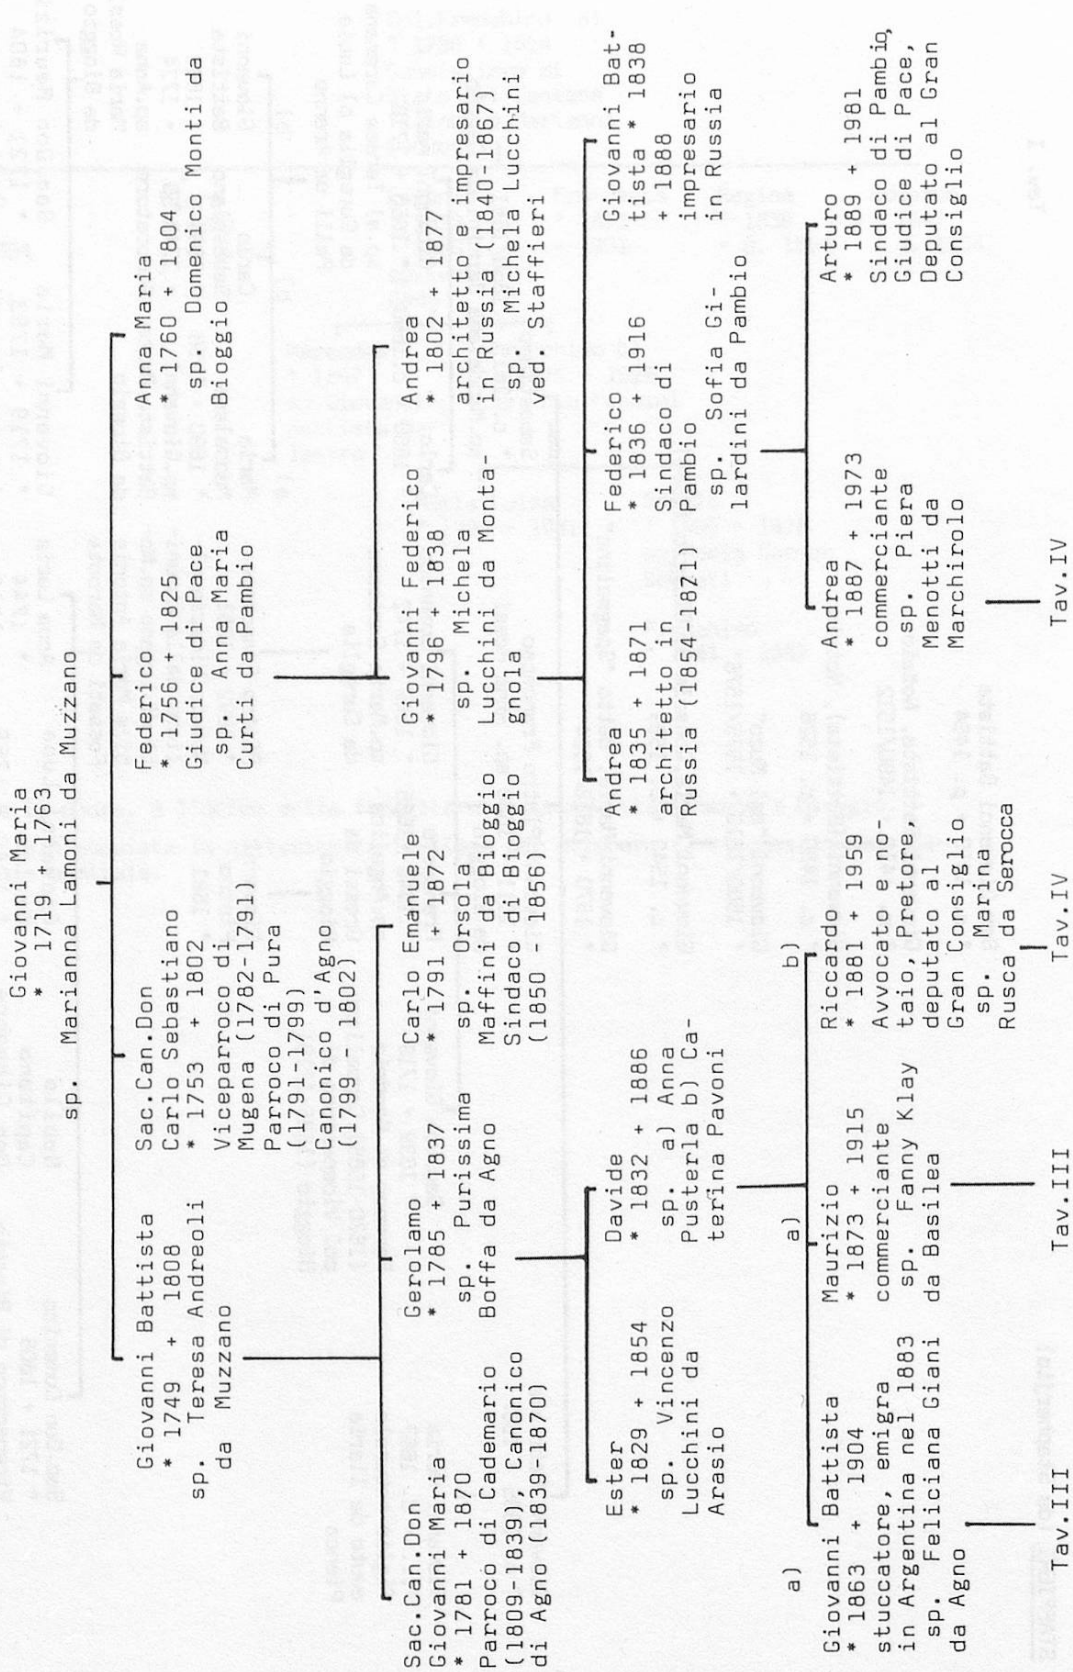 Giovanni Maria
* 1719 +1763
sp. Marianna Lamoni da Muzzano
Giovanni Battista
* 1749 + 1808
sp. Teresa Andreoli
da Muzzano
Sac.Can.Don
Carlo Sebastiano
* 1753 + 1802
Viceparroco di
Mugena (1782-1791)
Parroco di Pura
(1791-1799)
Canonico d'Agno
(1799 - 1802)
Federico
* 1756 + 1825
Giudice di Pace
sp. Anna Maria
Curti da Pambio
Anna Maria
* 1760 + 1804
sp. Domenico Monti da
Bioggio
Sac.Can.Don
Giovanni Maria
* 1781 + 1870
Parroco di Cademario
(1809-1839), Canonico
di Agno (1839-1870)
Gerolamo
* 1785 + 1837
sp. Purissima
Boffa da Agno
Carlo Emanuele
* 1791 + 1872
sp. Orsola
Maffini da Bioggio
Sindaco di Bioggio
(1850 - 1856)
Giovanni Federico
* 1796 + 1838
sp. Michela
Lucchini da Monta-
gnola
Andrea
* 1802 + 1877
architetto e impresario
in Russia (1840-1867)
sp. Michela Lucchini
ved. Staffieri
Ester
* 1829 + 1854
sp. Vincenzo
Lucchini da
Arasio
Davide
* 1832 + 1886
sp. a) Anna
Pusterla b) Ca-
terina Pavoni
Andrea
* 1835 + 1871
architetto in
Russia (1854-1871)
Federico
* 1836 + 1916
Sindaco di
Pambio
sp. Sofia Gi-
lardini da Pambio
Giovanni Bat-
tista * 1838
+ 1888
impresario
in Russia
a)
Giovanni Battista
* 1863 + 1904
stuccatore, emigra
in Argentina nel 1883
sp. Feliciana Giani
da Agno
a)
Maurizio
* 1873 + 1915
commerciante
sp. Fanny Klay
da Basilea
b)
Riccardo
* 1881 + 1959
Avvocato e no-
taio, Pretore,
deputato al
Gran Consiglio
sp. Marina
Rusca da Serocca
Andrea
* 1887 + 1973
commerciante
sp. Piera
Menotti da
Marchirolo
Arturo
* 1889 + 1981
Sindaco di Pambio,
Giudice di Pace,
Deputato al Gran
Consiglio
Tav.III
Tav.III
Tav.IV
Tav.IV